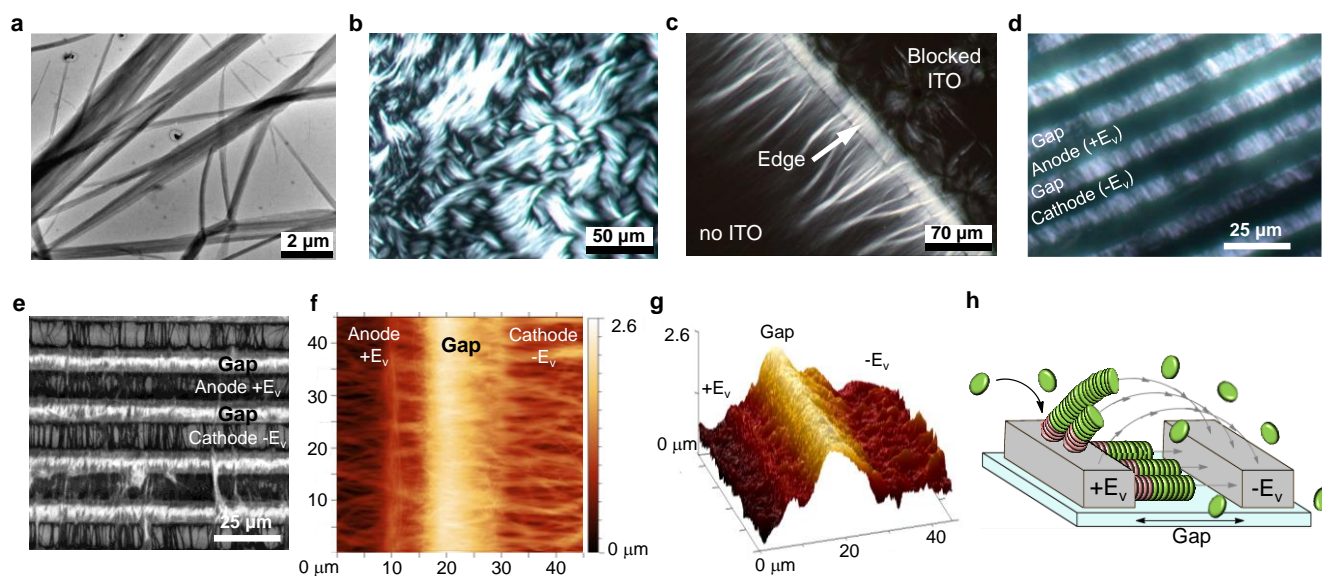 a
2 µm
b
50 µm
c
Blocked
ITO
Edge
no ITO
70 µm
d
Gap
Anode (+Eᵥ)
Gap
Cathode (-Eᵥ)
25 µm
e
Gap
Anode +Eᵥ
Gap
Cathode -Eᵥ
25 µm
f
Anode
+Eᵥ
Gap
Cathode
-Eᵥ
40
30
20
10
0 µm
10
20
30
40
2.6
0 µm
g
2.6
Gap
+Eᵥ
-Eᵥ
0 µm
0 µm
20
40
h
+Eᵥ
-Eᵥ
Gap